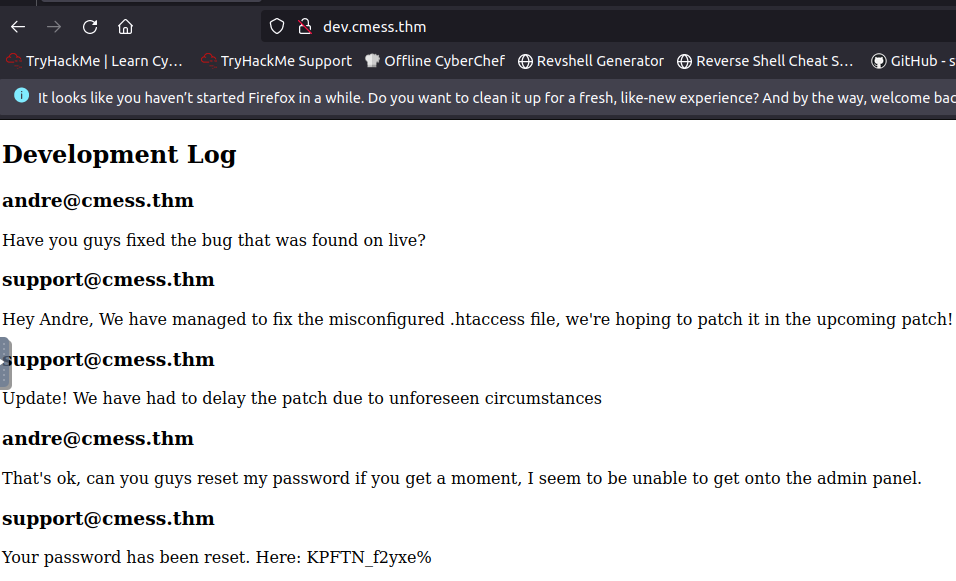 dev.cmess.thm
TryHackMe | Learn Cy... TryHackMe Support Offline CyberChef Revshell Generator Reverse Shell Cheat S... GitHub - s
It looks like you haven’t started Firefox in a while. Do you want to clean it up for a fresh, like-new experience? And by the way, welcome bac
Development Log
andre@cmess.thm
Have you guys fixed the bug that was found on live?
support@cmess.thm
Hey Andre, We have managed to fix the misconfigured .htaccess file, we're hoping to patch it in the upcoming patch!
support@cmess.thm
Update! We have had to delay the patch due to unforeseen circumstances
andre@cmess.thm
That's ok, can you guys reset my password if you get a moment, I seem to be unable to get onto the admin panel.
support@cmess.thm
Your password has been reset. Here: KPFTN_f2yxe%